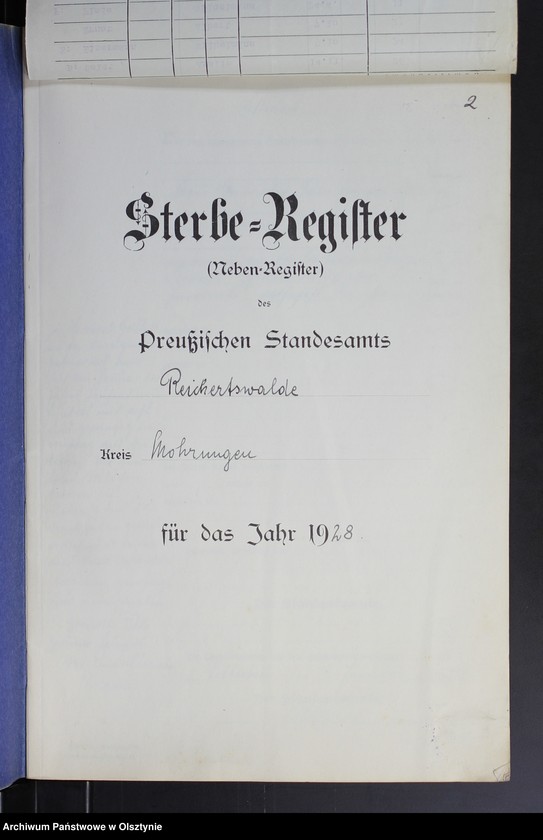 2
Sterbe=Register
(Neben-Register)
des
Preußischen Standesamts
Reichertswalde
Kreis Mohrungen
für das Jahr 1928.
Archiwum Państwowe w Olsztynie